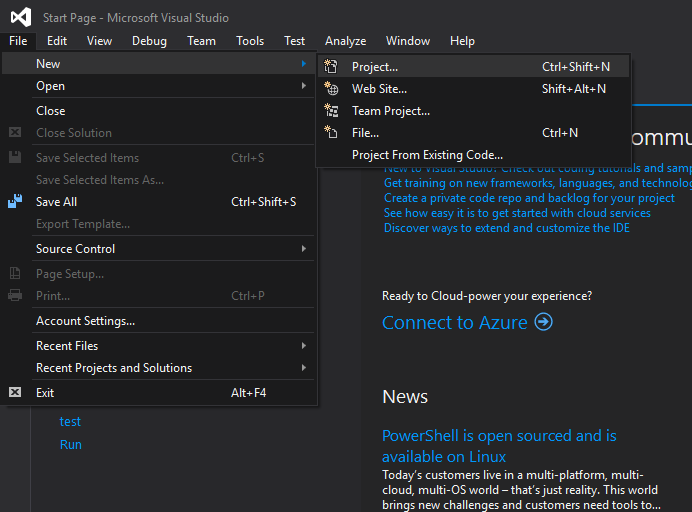 Start Page - Microsoft Visual Studio
File Edit View Debug Team Tools Test Analyze Window Help
New
Open
Close
Close Solution
Save Selected Items Ctrl+S
Save Selected Items As...
Save All Ctrl+Shift+S
Export Template...
Source Control
Page Setup...
Print... Ctrl+P
Account Settings...
Recent Files
Recent Projects and Solutions
Exit Alt+F4
Project... Ctrl+Shift+N
Web Site... Shift+Alt+N
Team Project...
File... Ctrl+N
Project From Existing Code...
test
Run
New to Visual Studio? Check out coding tutorials and
Get training on new frameworks, languages, and
Create a private code repo and backlog for your project
See how easy it is to get started with cloud services
Discover ways to extend and customize the IDE
Ready to Cloud-power your experience?
Connect to Azure
News
PowerShell is open sourced and is
available on Linux
Today's customers live in a multi-platform, multi-
cloud, multi-OS world – that's just reality. This world
brings new challenges and customers need tools to...